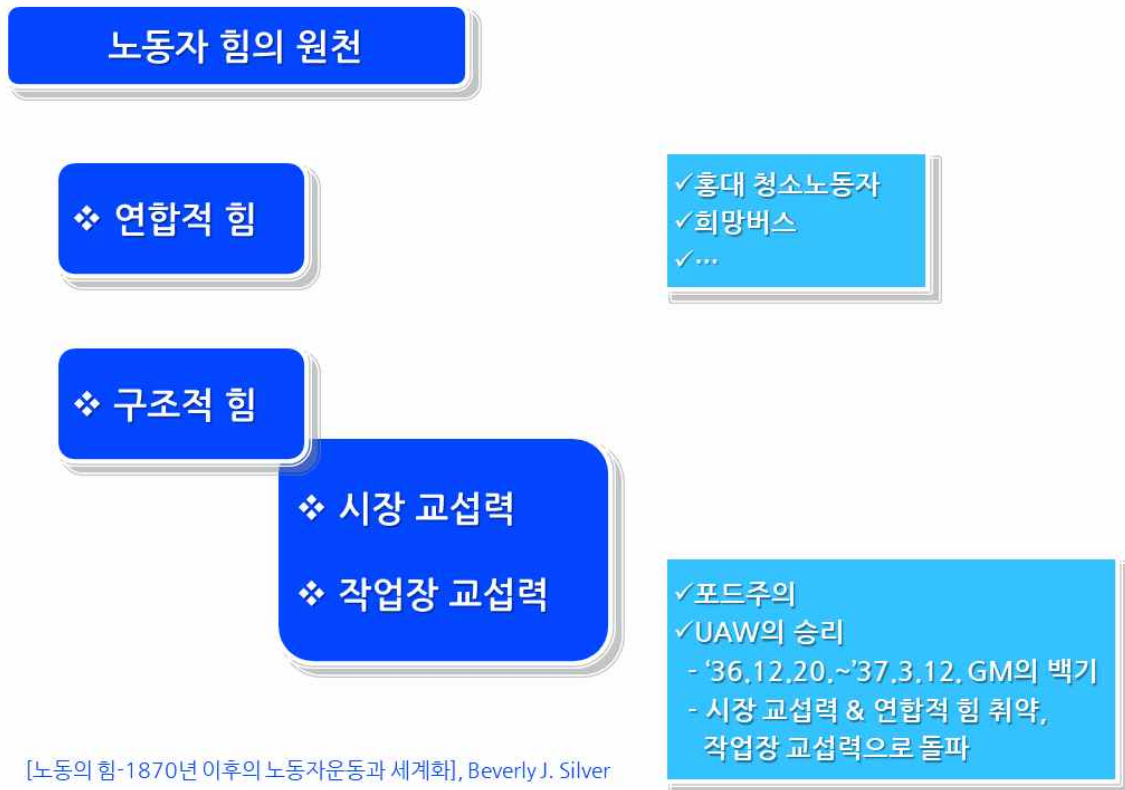 노동자 힘의 원천
❖ 연합적 힘
✓홍대 청소노동자
✓희망버스
✓…
❖ 구조적 힘
❖ 시장 교섭력
❖ 작업장 교섭력
✓포드주의
✓UAW의 승리
- ‘36.12.20.~’37.3.12. GM의 백기
- 시장 교섭력 & 연합적 힘 취약,
작업장 교섭력으로 돌파
[노동의 힘-1870년 이후의 노동자운동과 세계화], Beverly J. Silver